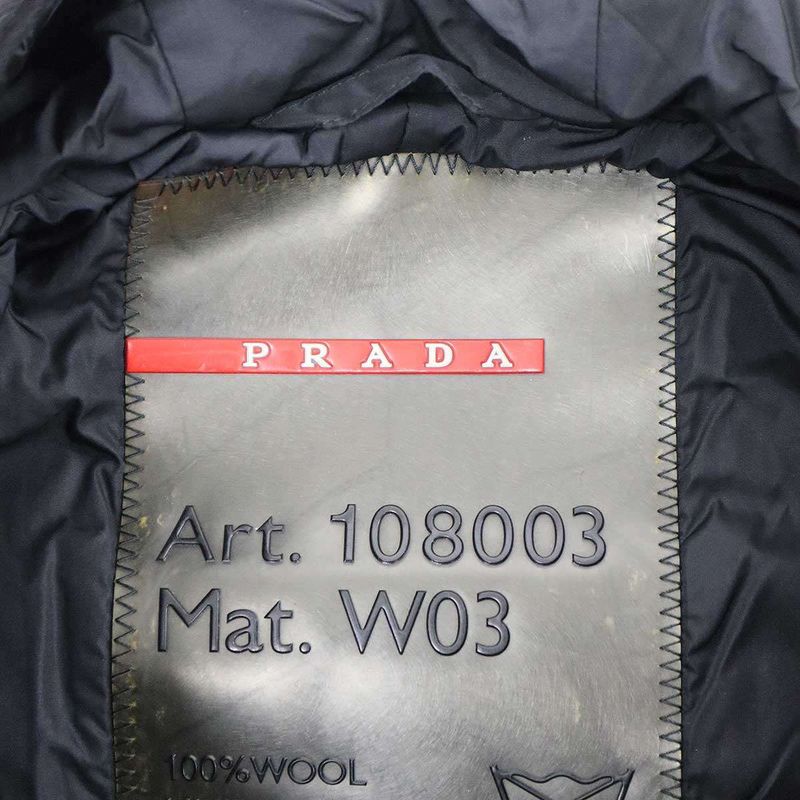 PRADA
Art. 108003
Mat. W03
100%WOOL